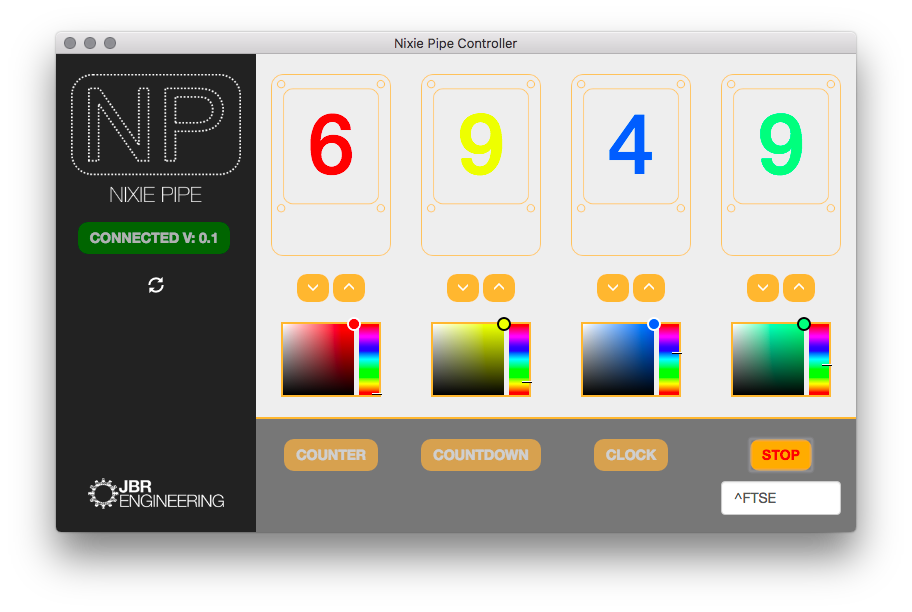 Nixie Pipe Controller
NP
NIXIE PIPE
CONNECTED V: 0.1
6 9 4 9
COUNTER COUNTDOWN CLOCK STOP
^FTSE
JBR
ENGINEERING